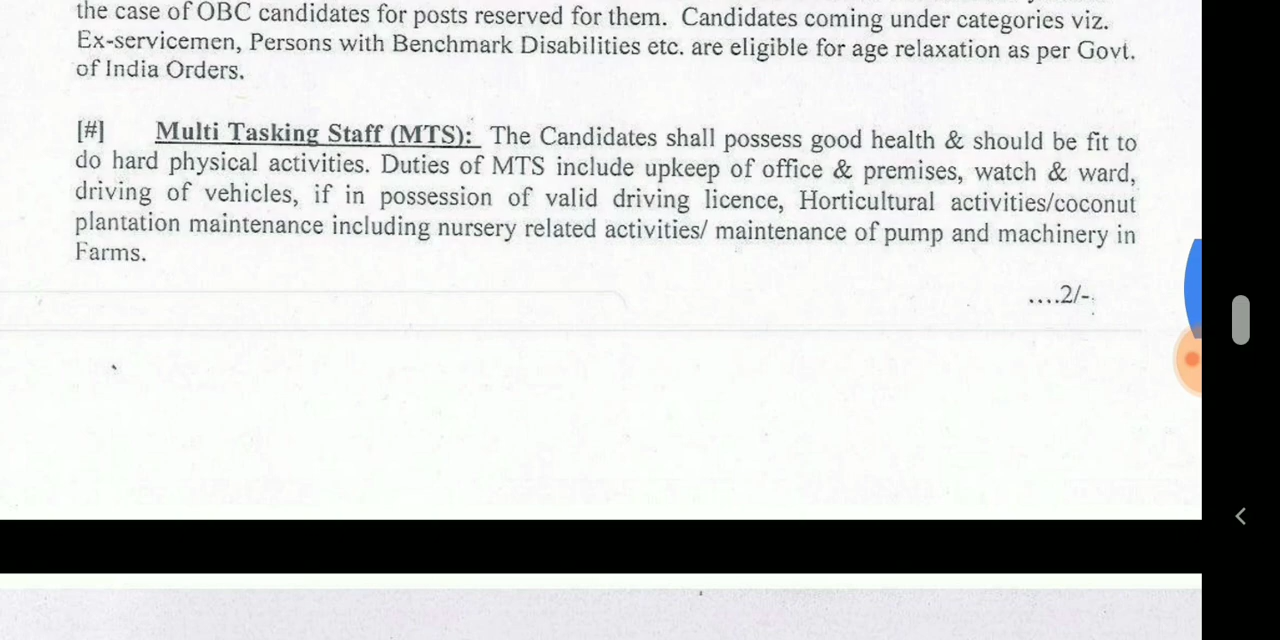 the case of OBC candidates for posts reserved for them. Candidates coming under categories viz.
Ex-servicemen, Persons with Benchmark Disabilities etc. are eligible for age relaxation as per Govt.
of India Orders.
[#] Multi Tasking Staff (MTS): The Candidates shall possess good health & should be fit to
do hard physical activities. Duties of MTS include upkeep of office & premises, watch & ward,
driving of vehicles, if in possession of valid driving licence, Horticultural activities/coconut
plantation maintenance including nursery related activities/ maintenance of pump and machinery in
Farms.
....2/-